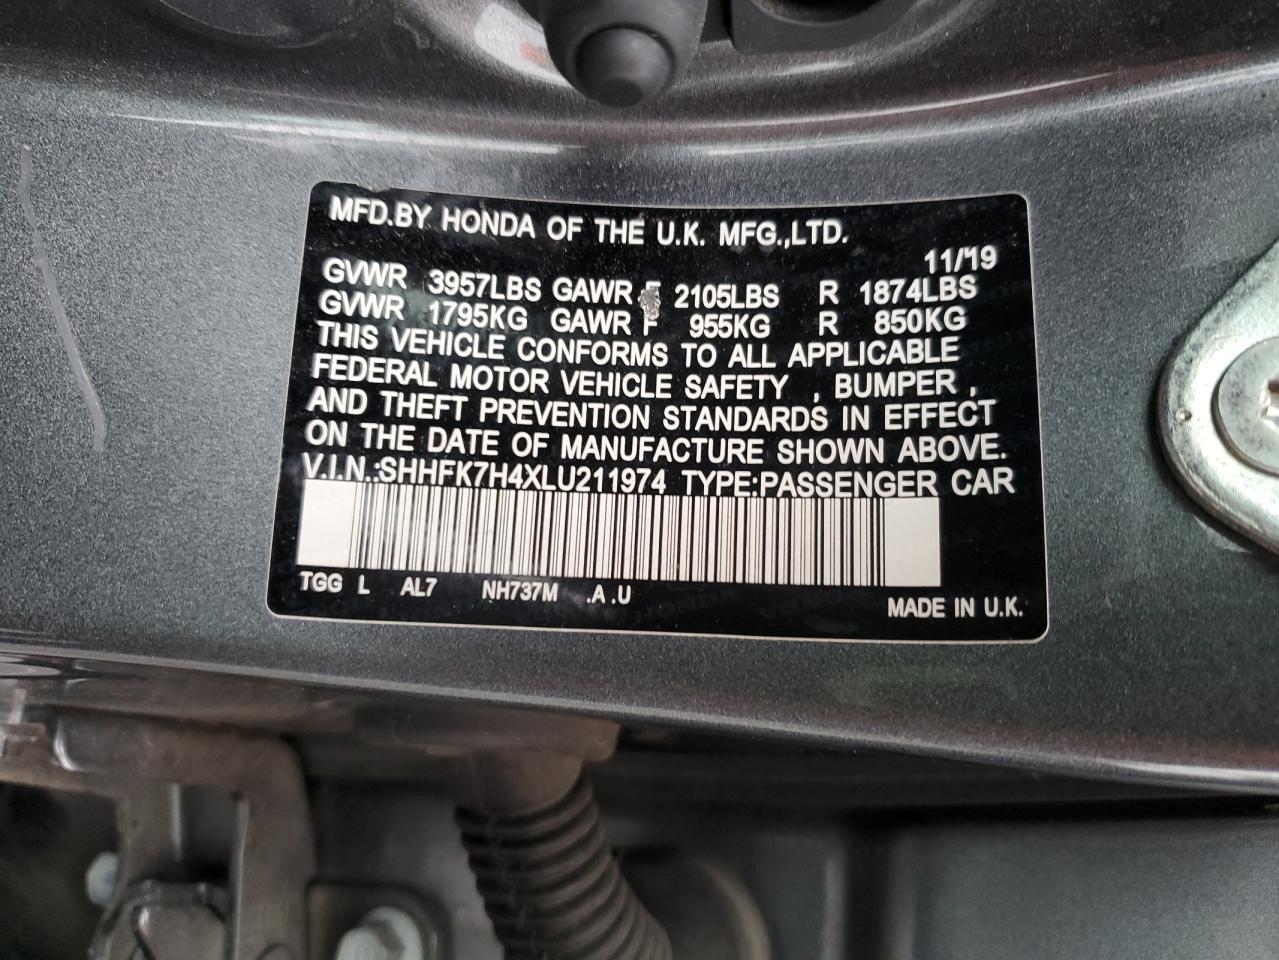 MFD.BY HONDA OF THE U.K. MFG.,LTD.
11/19
GVWR 3957LBS GAWR F 2105LBS R 1874LBS
GVWR 1795KG GAWR F 955KG R 850KG
THIS VEHICLE CONFORMS TO ALL APPLICABLE
FEDERAL MOTOR VEHICLE SAFETY , BUMPER ,
AND THEFT PREVENTION STANDARDS IN EFFECT
ON THE DATE OF MANUFACTURE SHOWN ABOVE.
V.I.N.:SHHFK7H4XLU211974 TYPE:PASSENGER CAR
TGG L AL7 NH737M .A .U
MADE IN U.K.